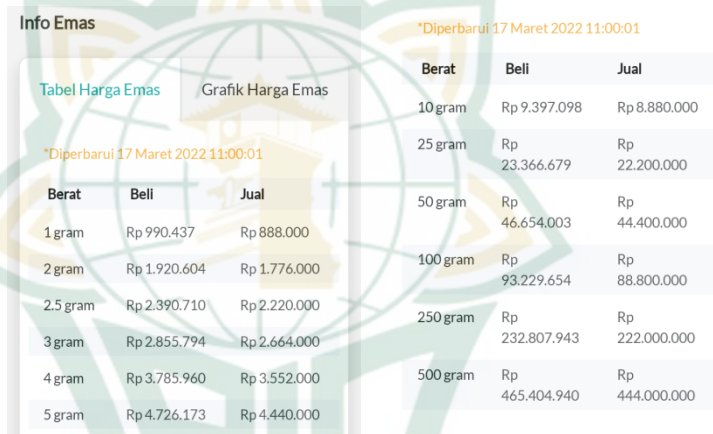 Info Emas
Tabel Harga Emas Grafik Harga Emas
*Diperbarui 17 Maret 2022 11:00:01
Berat Beli Jual
1 gram Rp 990.437 Rp 888.000
2 gram Rp 1.920.604 Rp 1.776.000
2.5 gram Rp 2.390.710 Rp 2.220.000
3 gram Rp 2.855.794 Rp 2.664.000
4 gram Rp 3.785.960 Rp 3.552.000
5 gram Rp 4.726.173 Rp 4.440.000
*Diperbarui 17 Maret 2022 11:00:01
Berat Beli Jual
10 gram Rp 9.397.098 Rp 8.880.000
25 gram Rp Rp
23.366.679 22.200.000
50 gram Rp Rp
46.654.003 44.400.000
100 gram Rp Rp
93.229.654 88.800.000
250 gram Rp Rp
232.807.943 222.000.000
500 gram Rp Rp
465.404.940 444.000.000